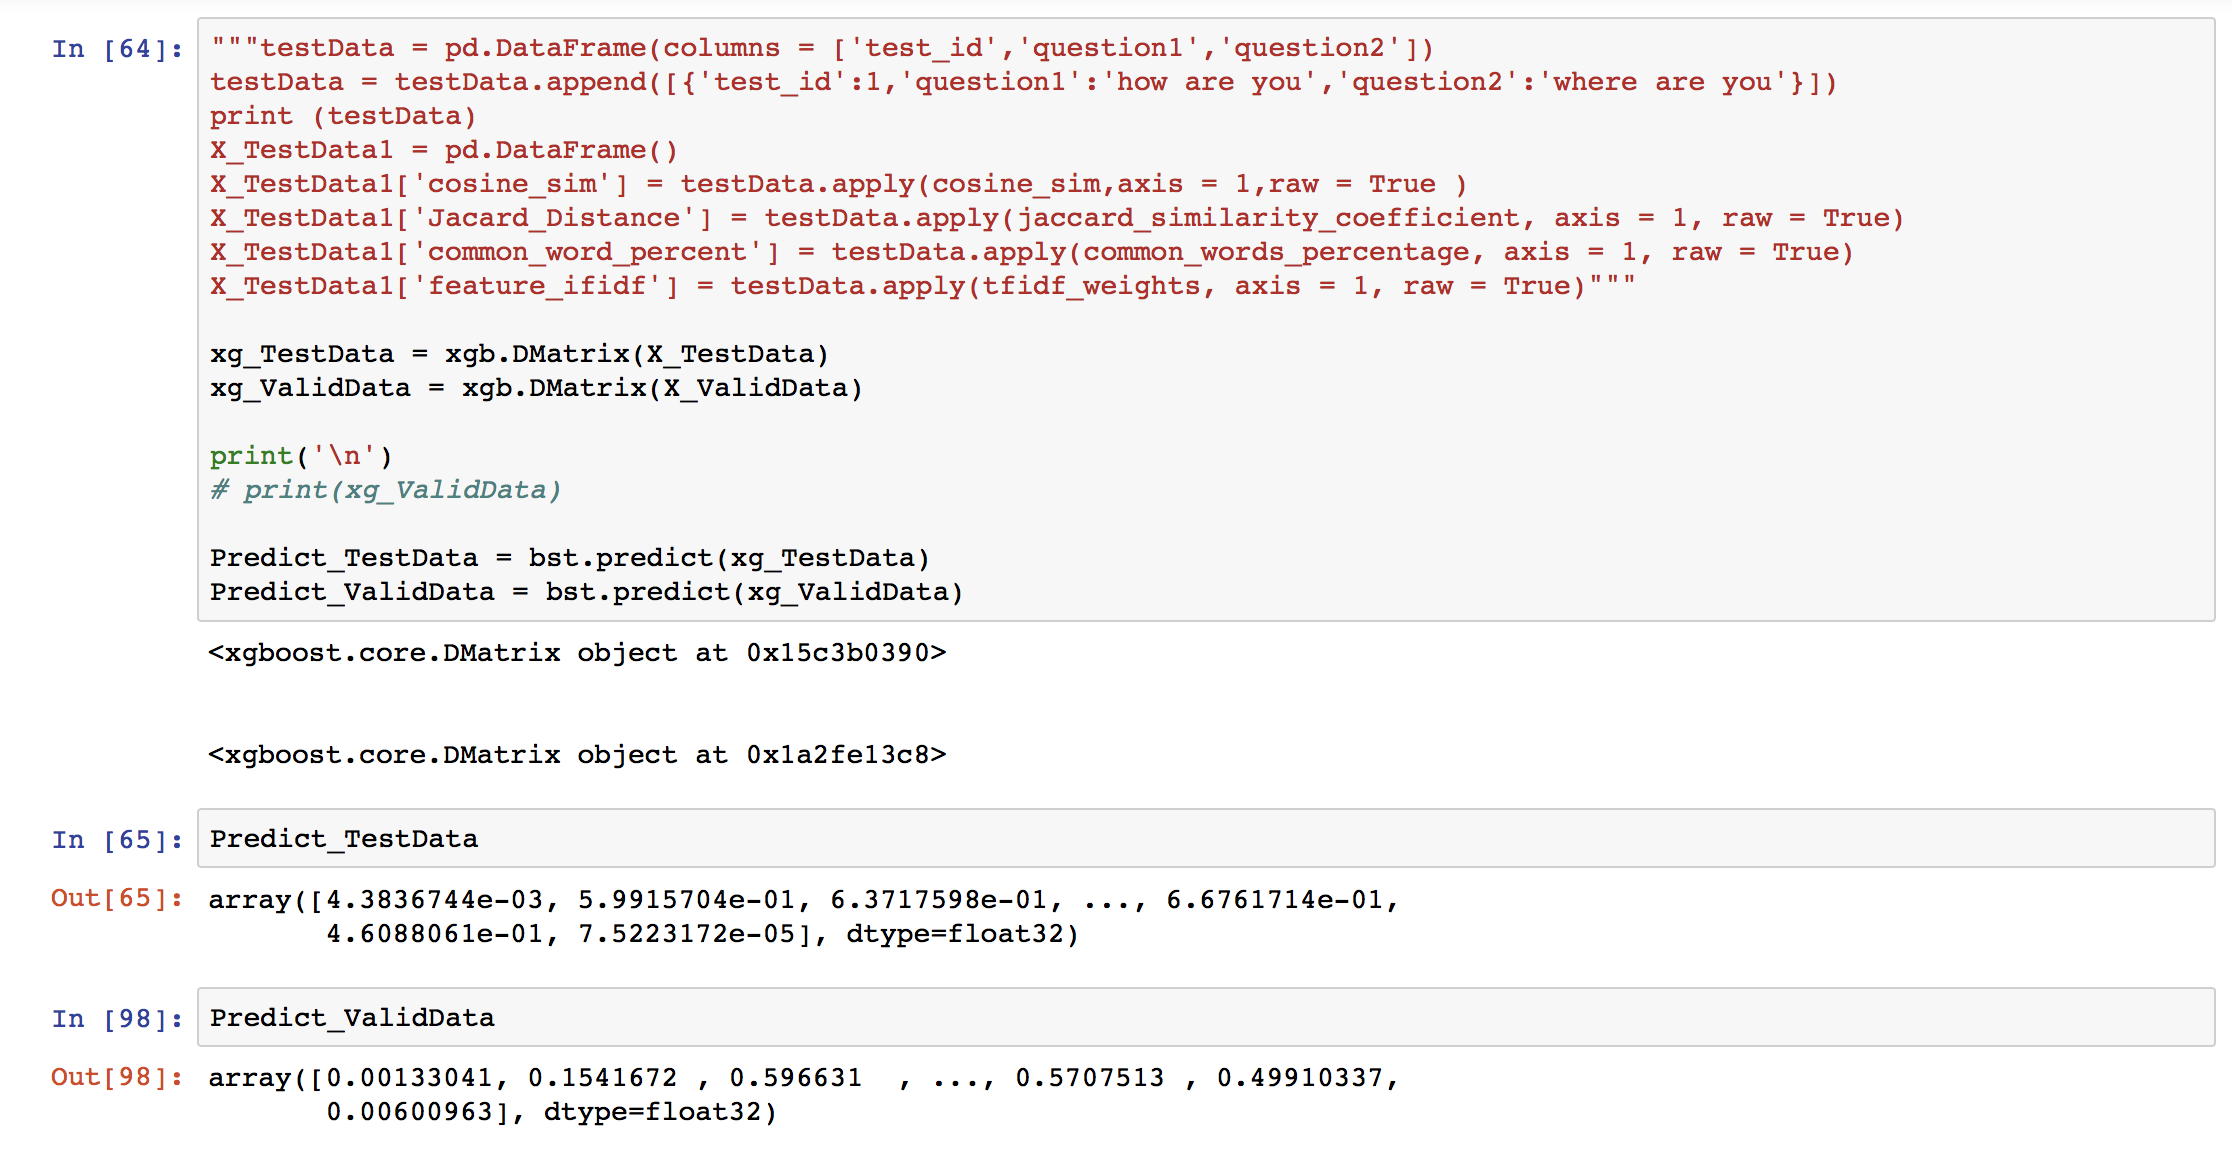 In [64]: """testData = pd.DataFrame(columns = ['test_id','question1','question2'])
testData = testData.append([{'test_id':1,'question1':'how are you','question2':'where are you'}])
print (testData)
X_TestData1 = pd.DataFrame()
X_TestData1['cosine_sim'] = testData.apply(cosine_sim,axis = 1,raw = True )
X_TestData1['Jacard_Distance'] = testData.apply(jaccard_similarity_coefficient, axis = 1, raw = True)
X_TestData1['common_word_percent'] = testData.apply(common_words_percentage, axis = 1, raw = True)
X_TestData1['feature_ifidf'] = testData.apply(tfidf_weights, axis = 1, raw = True)"""
xg_TestData = xgb.DMatrix(X_TestData)
xg_ValidData = xgb.DMatrix(X_ValidData)
print('\n')
# print(xg_ValidData)
Predict_TestData = bst.predict(xg_TestData)
Predict_ValidData = bst.predict(xg_ValidData)
<xgboost.core.DMatrix object at 0x15c3b0390>
<xgboost.core.DMatrix object at 0x1a2fe13c8>
In [65]: Predict_TestData
Out[65]: array([4.3836744e-03, 5.9915704e-01, 6.3717598e-01, ..., 6.6761714e-01,
4.6088061e-01, 7.5223172e-05], dtype=float32)
In [98]: Predict_ValidData
Out[98]: array([0.00133041, 0.1541672 , 0.596631  , ..., 0.5707513 , 0.49910337,
0.00600963], dtype=float32)